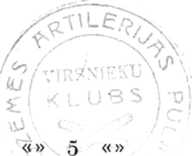 ZEMES ARTILERIJAS PULK
VIRSNIEKU
KLUBS
«» 5 «»